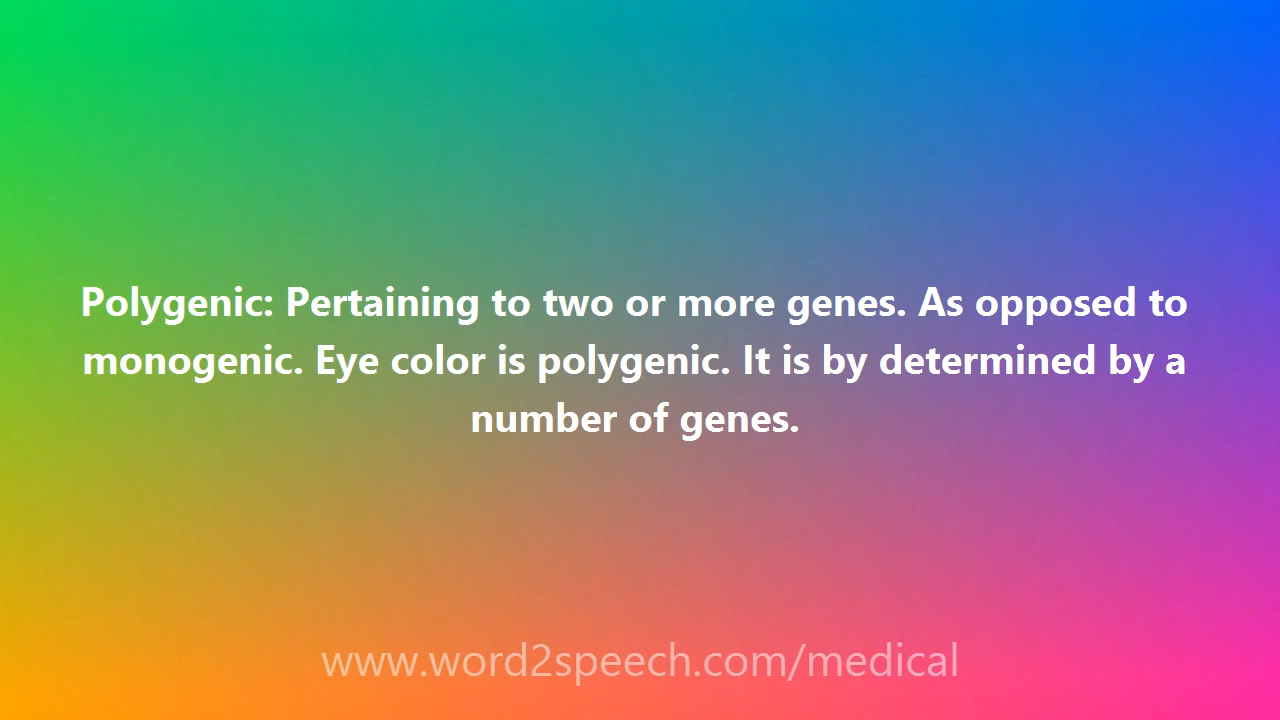 Polygenic: Pertaining to two or more genes. As opposed to
monogenic. Eye color is polygenic. It is by determined by a
number of genes.
www.word2speech.com/medical